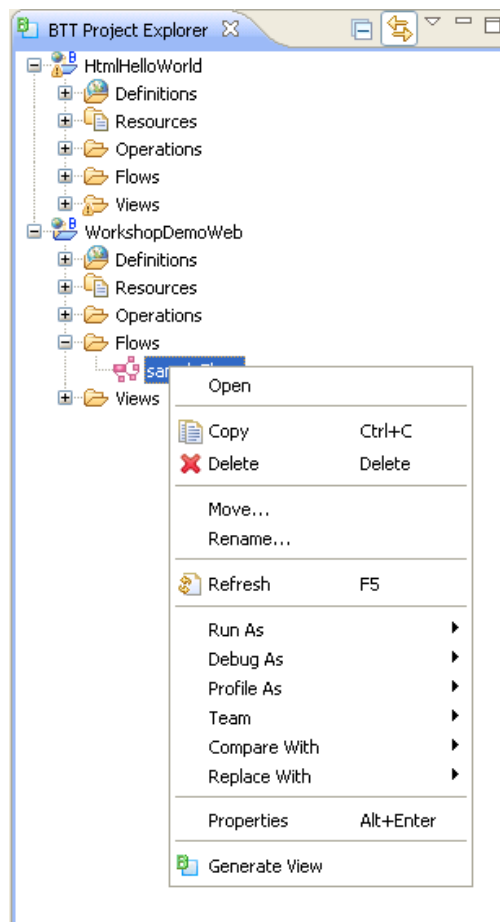 BTT Project Explorer
HtmlHelloWorld
Definitions
Resources
Operations
Flows
Views
WorkshopDemoWeb
Definitions
Resources
Operations
Flows
Views
Open
Copy Ctrl+C
Delete Delete
Move...
Rename...
Refresh F5
Run As
Debug As
Profile As
Team
Compare With
Replace With
Properties Alt+Enter
Generate View